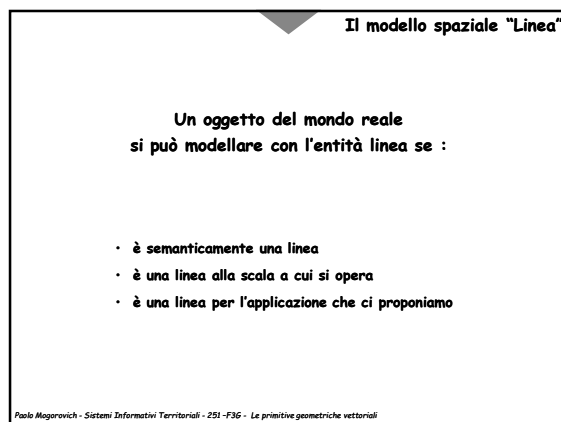 Il modello spaziale “Linea”
Un oggetto del mondo reale
si può modellare con l'entità linea se :
· è semanticamente una linea
· è una linea alla scala a cui si opera
· è una linea per l'applicazione che ci proponiamo
Paolo Mogorovich - Sistemi Informativi Territoriali - 251 -F3G - Le primitive geometriche vettoriali